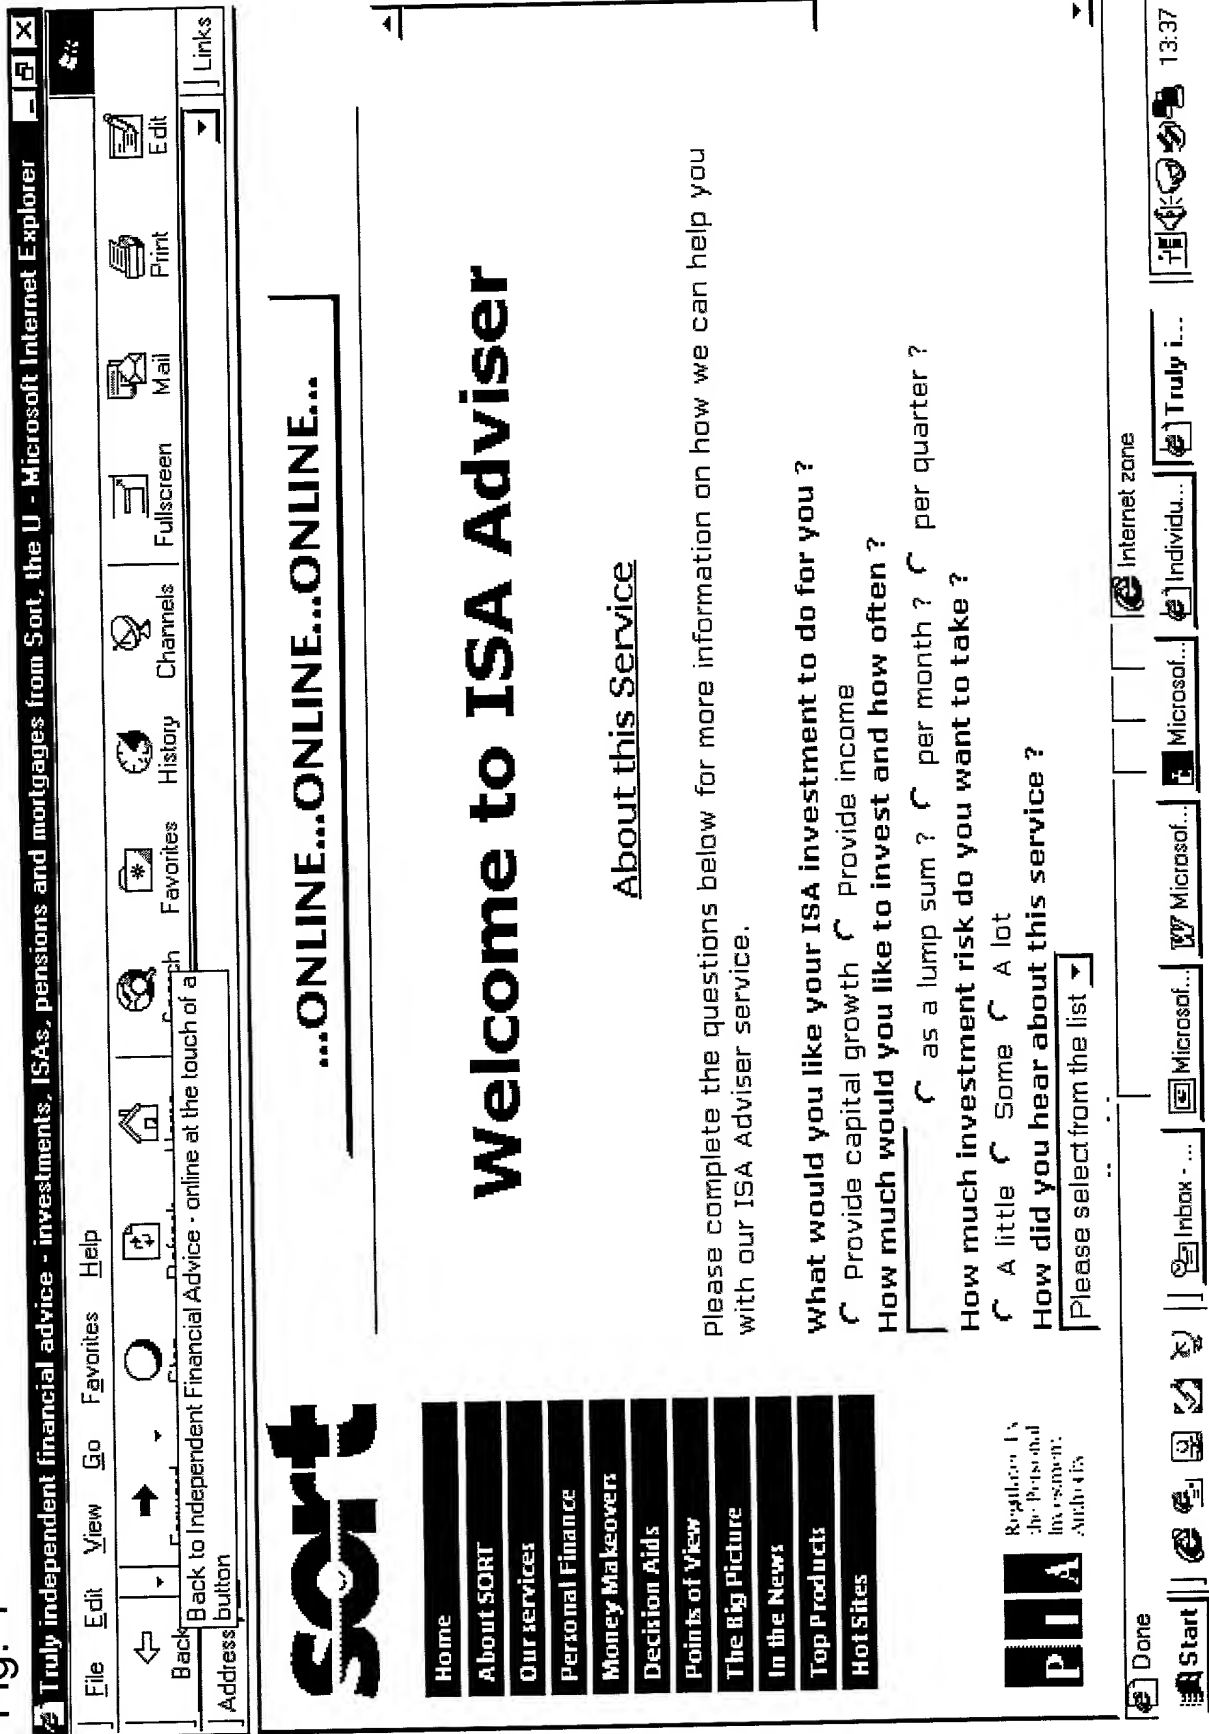 Truly independent financial advice - investments, ISAs, pensions and mortgages from Sort, the U - Microsoft Internet Explorer
File Edit View Go Favorites Help
Back Favorites History Channels Fullscreen Mail Print Edit
Address Links
Back to Independent Financial Advice - online at the touch of a
button
sort
...ONLINE...ONLINE...ONLINE...
Home
About SORT
Our services
Personal Finance
Money Makeovers
Decision Aids
Points of View
The Big Picture
In the News
Top Products
Hot Sites
PIA
Regulated by
the Personal
Investment
Authority
Welcome to ISA Adviser
About this Service
Please complete the questions below for more information on how we can help you
with our ISA Adviser service.
What would you like your ISA investment to do for you ?
Provide capital growth Provide income
How much would you like to invest and how often ?
as a lump sum ? per month ? per quarter ?
How much investment risk do you want to take ?
A little Some A lot
How did you hear about this service ?
Please select from the list
Done Internet zone
Start Inbox - ... Microsof... Microsof... Microsof... Individu... Truly i... 13:37